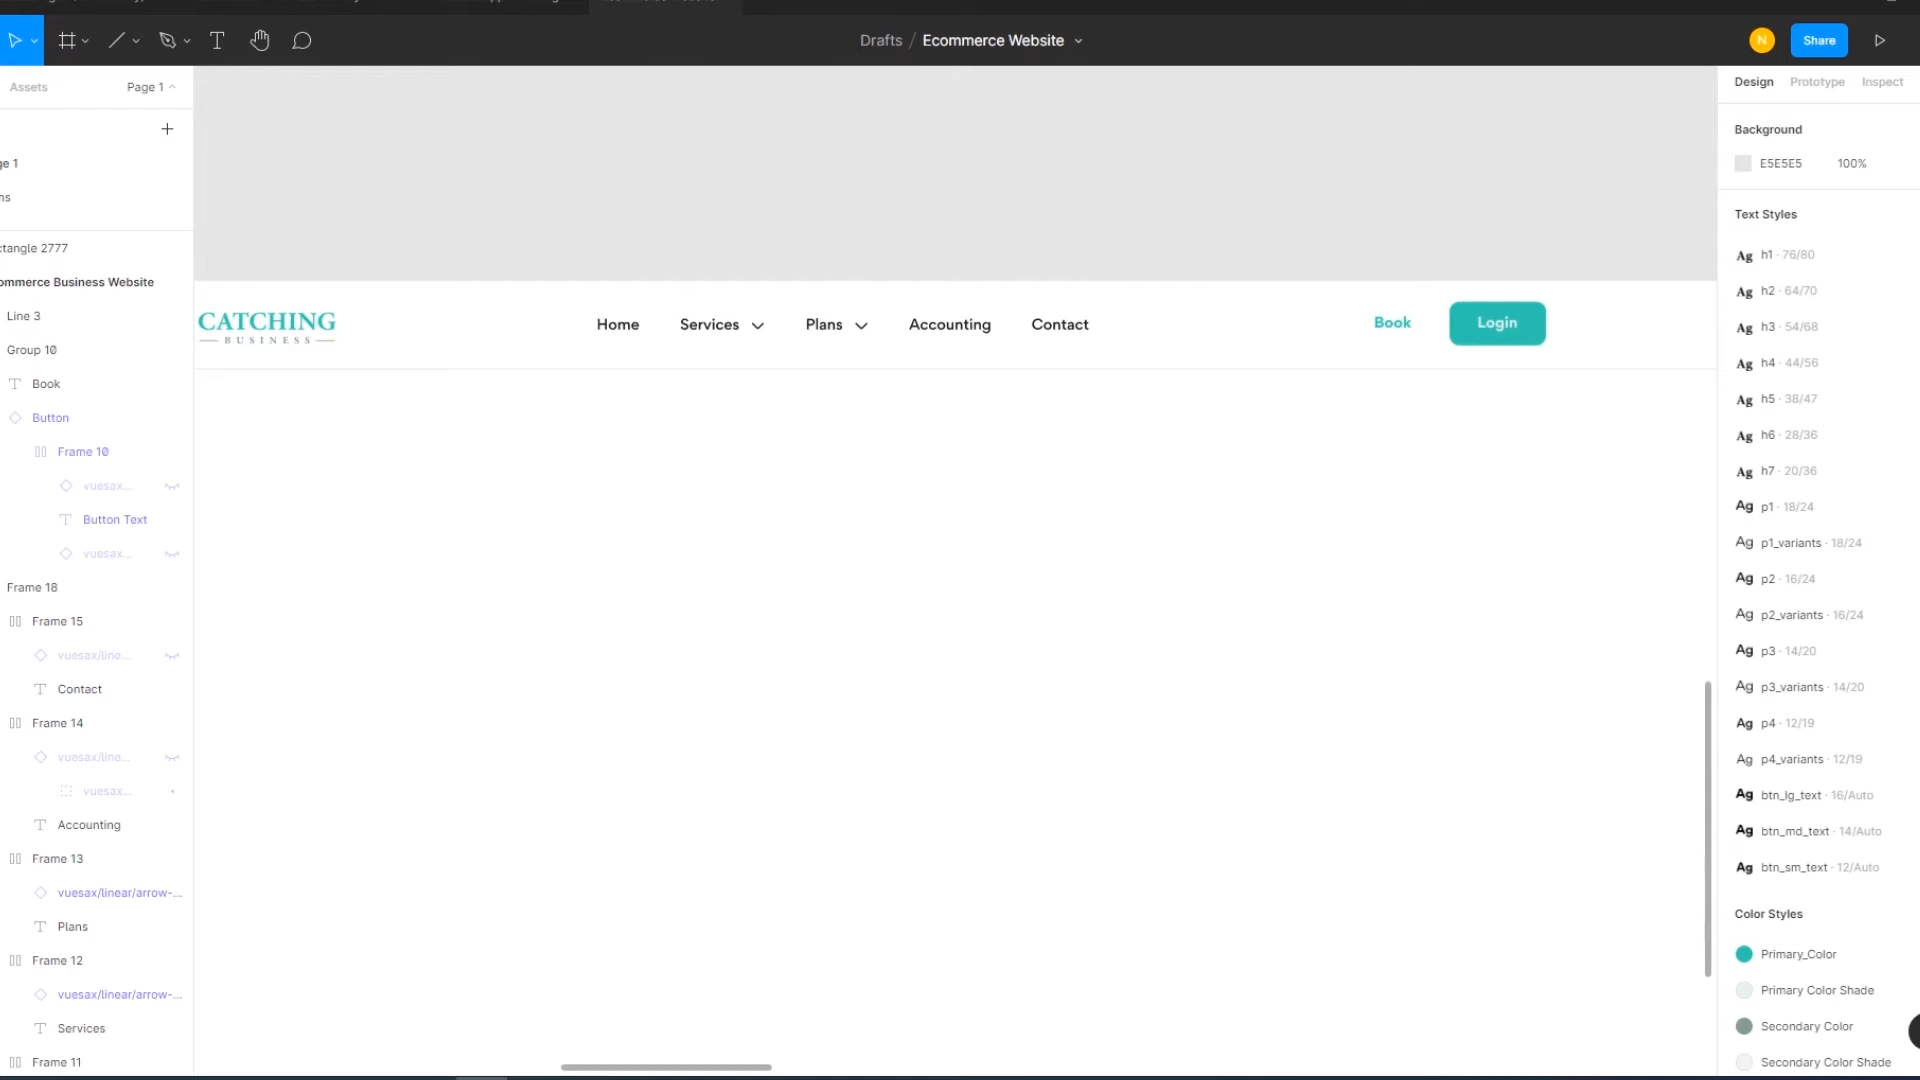 Drafts / Ecommerce Website
N
Share
Assets
Page 1
Design
Prototype
Inspect
Background
E5E5E5
100%
ge 1
ns
ctangle 2777
ommerce Business Website
Line 3
Group 10
Book
Button
Frame 10
vuesax...
Button Text
vuesax...
Frame 18
Frame 15
vuesax/line...
Contact
Frame 14
vuesax/line...
vuesax...
Accounting
Frame 13
vuesax/linear/arrow-...
Plans
Frame 12
vuesax/linear/arrow-...
Services
Frame 11
CATCHING
BUSINESS
Home
Services
Plans
Accounting
Contact
Book
Login
Text Styles
Ag h1 · 76/80
Ag h2 · 64/70
Ag h3 · 54/68
Ag h4 · 44/56
Ag h5 · 38/47
Ag h6 · 28/36
Ag h7 · 20/36
Ag p1 · 18/24
Ag p1_variants · 18/24
Ag p2 · 16/24
Ag p2_variants · 16/24
Ag p3 · 14/20
Ag p3_variants · 14/20
Ag p4 · 12/19
Ag p4_variants · 12/19
Ag btn_lg_text · 16/Auto
Ag btn_md_text · 14/Auto
Ag btn_sm_text · 12/Auto
Color Styles
Primary_Color
Primary Color Shade
Secondary Color
Secondary Color Shade